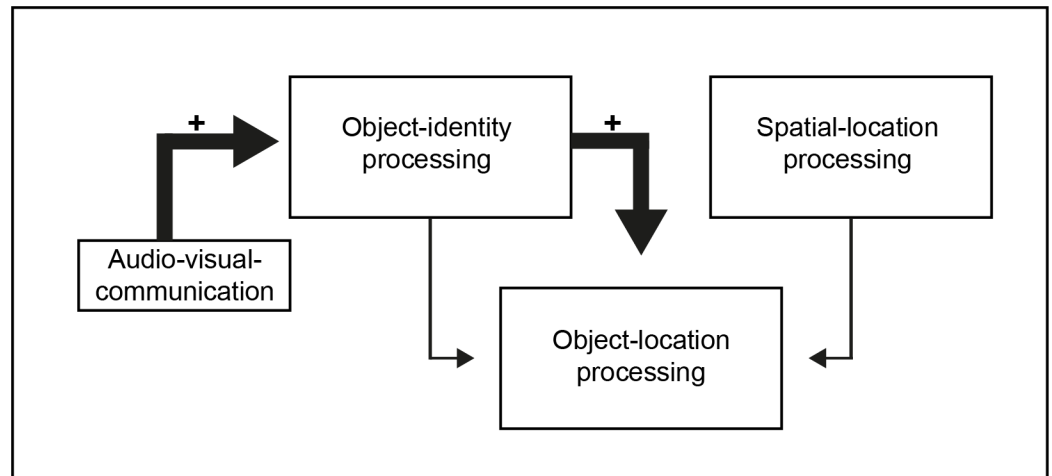 +
Object-identity
processing
+
Spatial-location
processing
Audio-visual-
communication
Object-location
processing